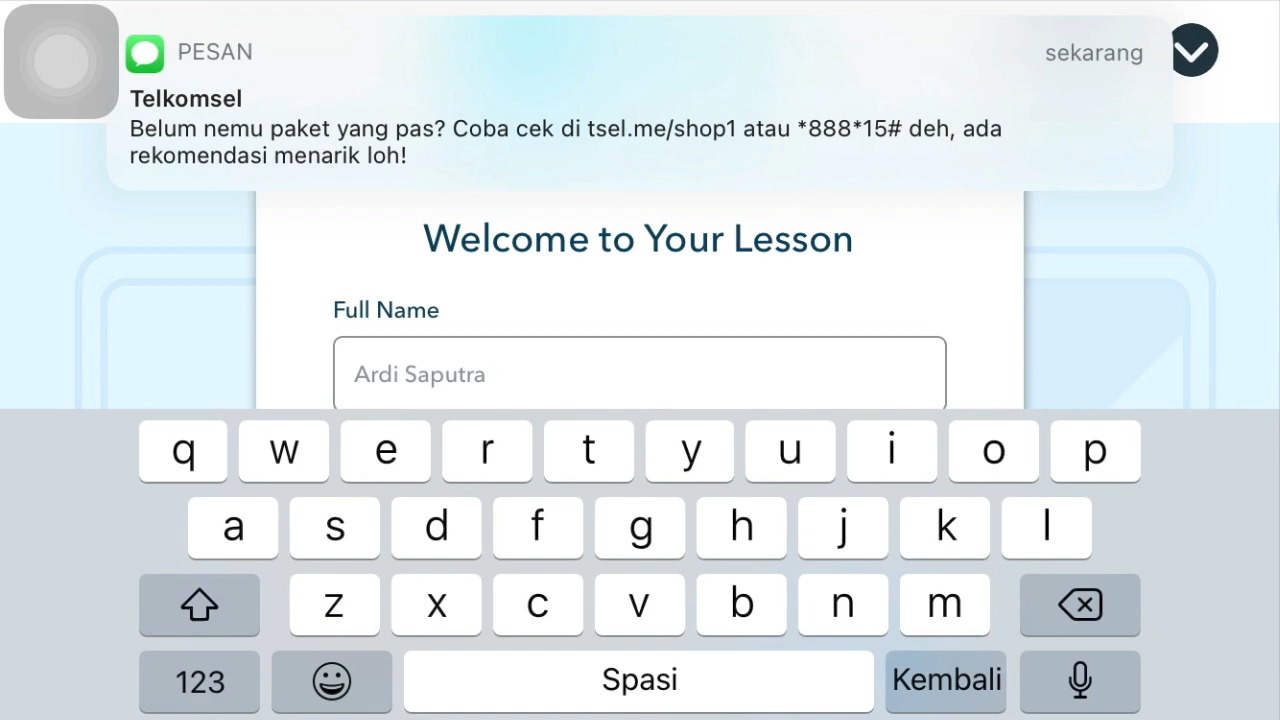 PESAN
sekarang
Telkomsel
Belum nemu paket yang pas? Coba cek di tsel.me/shop1 atau *888*15# deh, ada
rekomendasi menarik loh!
Welcome to Your Lesson
Full Name
Ardi Saputra
q w e r t y u i o p
a s d f g h j k l
z x c v b n m
123 Spasi Kembali